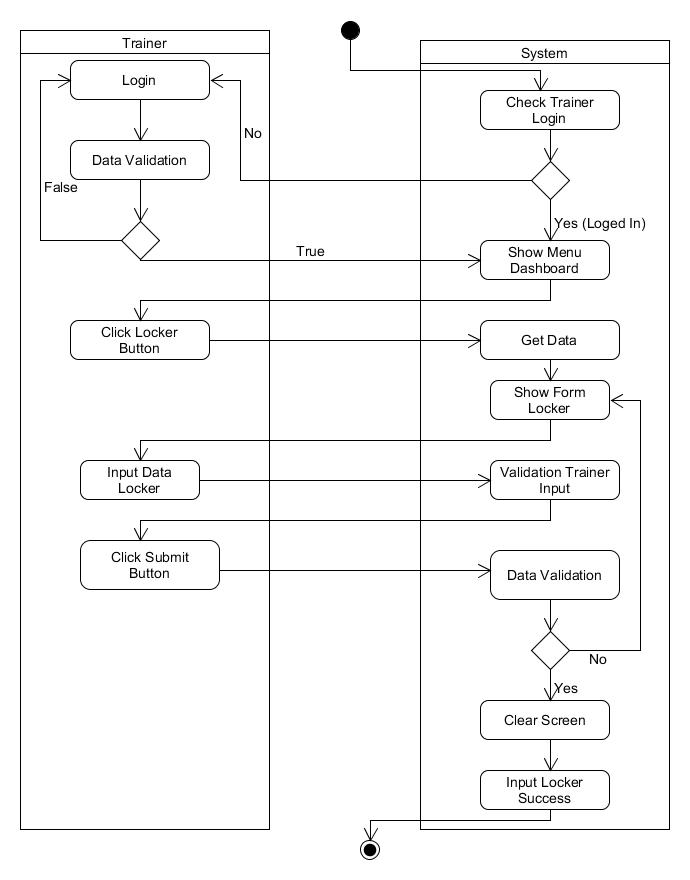 Trainer
System
Login
Check Trainer
Login
No
Data Validation
False
Yes (Loged In)
True
Show Menu
Dashboard
Click Locker
Button
Get Data
Show Form
Locker
Input Data
Locker
Validation Trainer
Input
Click Submit
Button
Data Validation
No
Yes
Clear Screen
Input Locker
Success